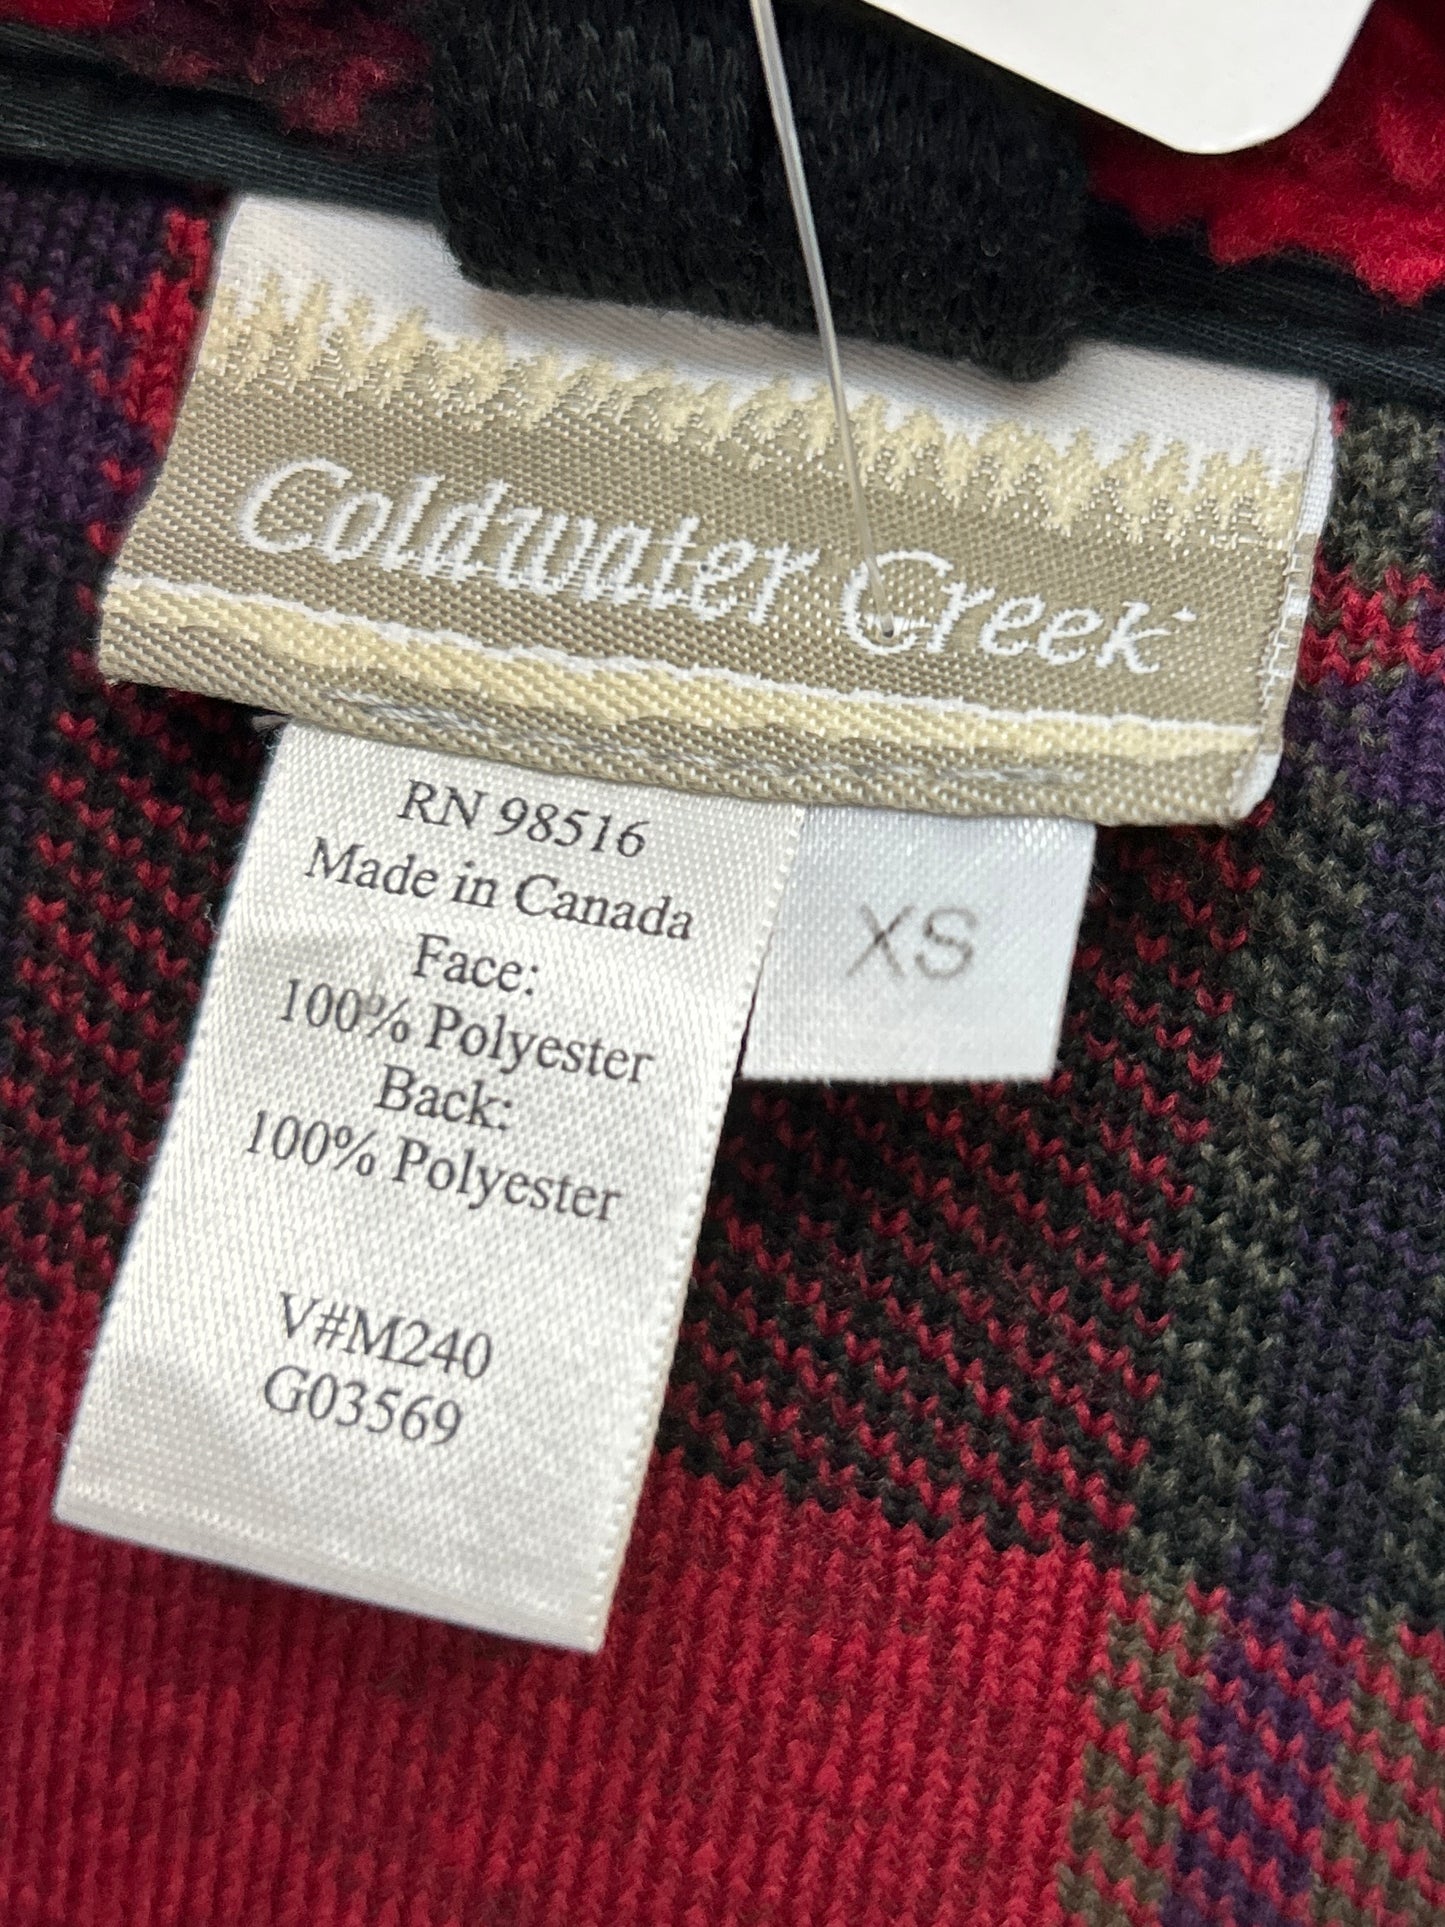 Coldwater Creek
RN 98516
Made in Canada
Face:
100% Polyester
Back:
100% Polyester
V#M240
G03569
XS